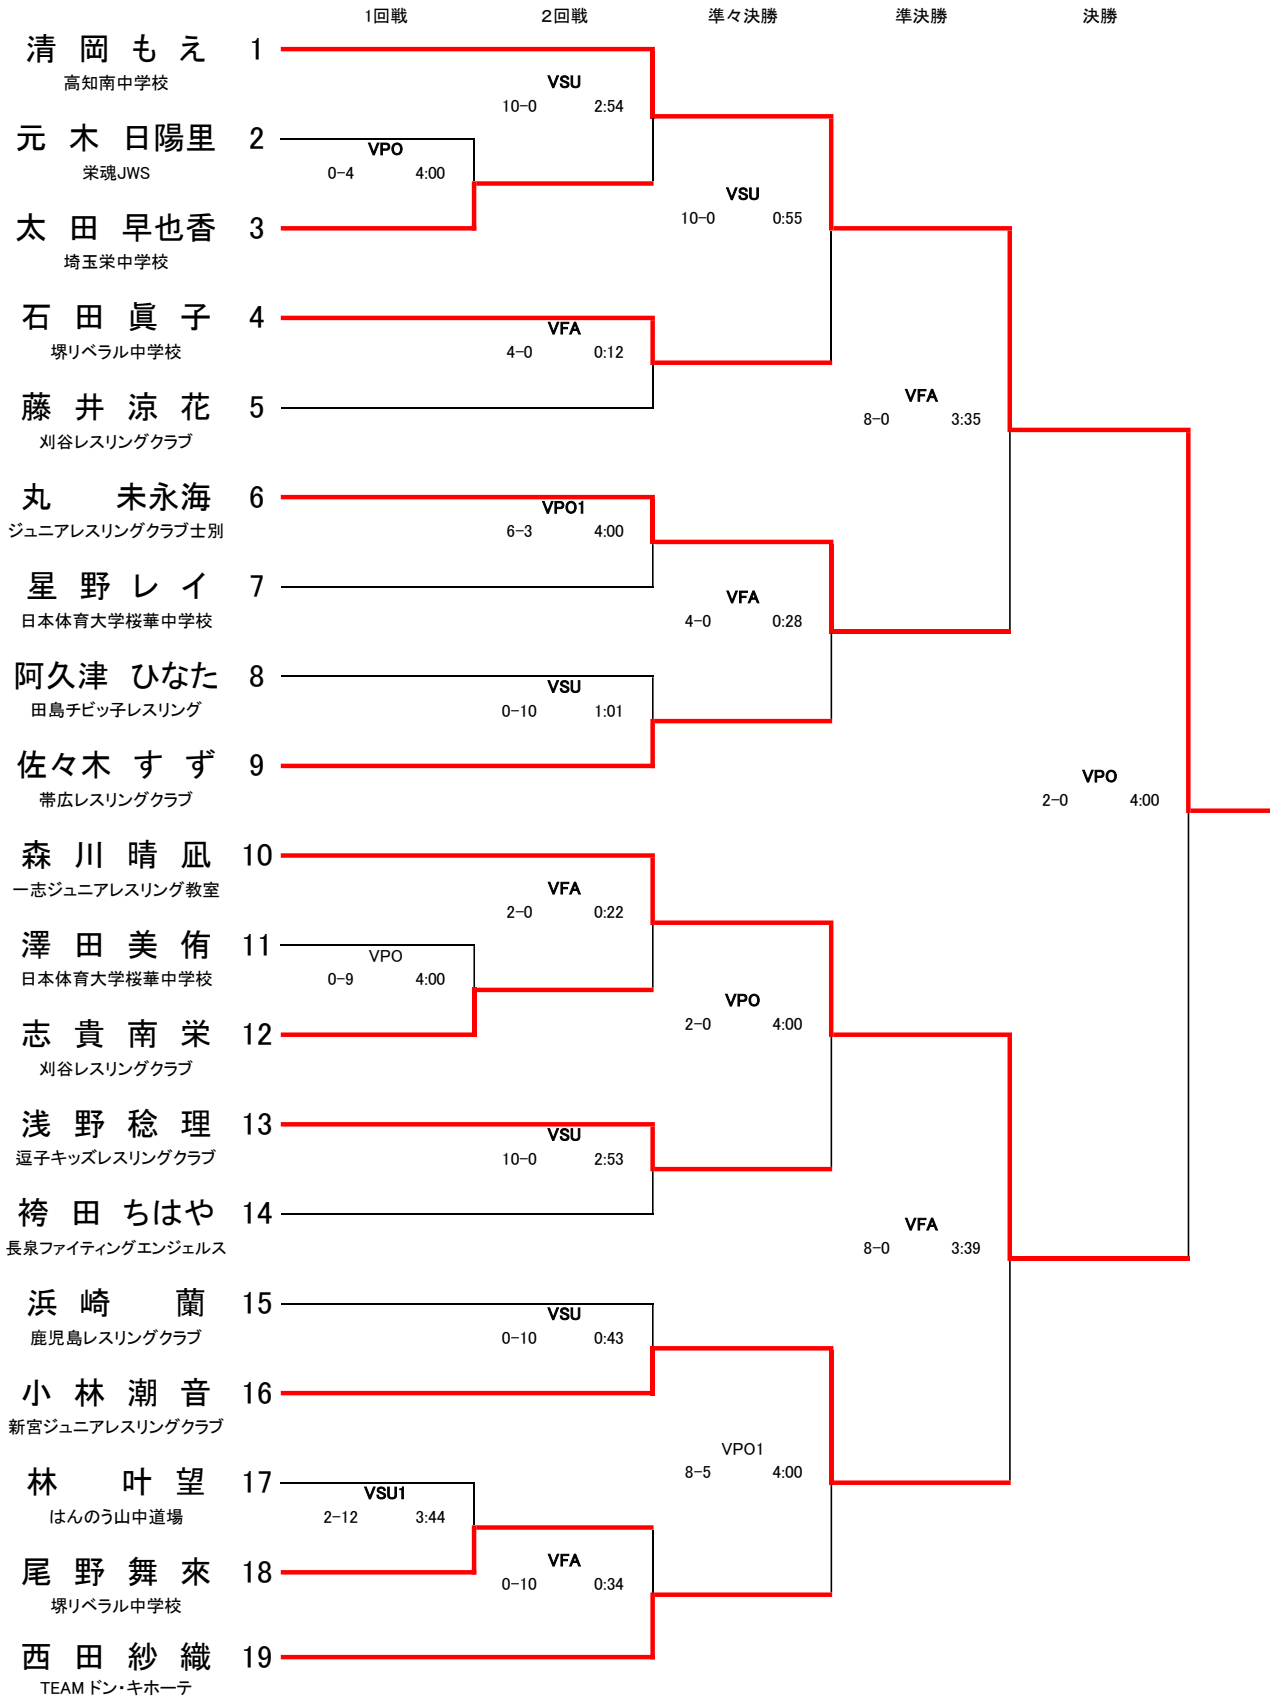 1回戦 2回戦 準々決勝 準決勝 決勝
清 岡 も え 1
高知南中学校
VSU
10-0 2:54
元 木 日陽里 2
栄魂JWS
VPO
0-4 4:00
太 田 早也香 3
埼玉栄中学校
VSU
10-0 0:55
石 田 眞 子 4
堺リベラル中学校
VFA
4-0 0:12
藤 井 涼 花 5
刈谷レスリングクラブ
VFA
8-0 3:35
丸 未永海 6
ジュニアレスリングクラブ士別
VPO1
6-3 4:00
星 野 レ イ 7
日本体育大学桜華中学校
VFA
4-0 0:28
阿久津 ひなた 8
田島チビッ子レスリング
VSU
0-10 1:01
佐々木 す ず 9
帯広レスリングクラブ
VPO
2-0 4:00
森 川 晴 凪 10
一志ジュニアレスリング教室
VFA
2-0 0:22
澤 田 美 侑 11
日本体育大学桜華中学校
VPO
0-9 4:00
志 貴 南 栄 12
刈谷レスリングクラブ
VPO
2-0 4:00
浅 野 稔 理 13
逗子キッズレスリングクラブ
VSU
10-0 2:53
袴 田 ちはや 14
長泉ファイティングエンジェルス
VFA
8-0 3:39
浜 崎 蘭 15
鹿児島レスリングクラブ
VSU
0-10 0:43
小 林 潮 音 16
新宮ジュニアレスリングクラブ
VPO1
8-5 4:00
林 叶 望 17
はんのう山中道場
VSU1
2-12 3:44
尾 野 舞 來 18
堺リベラル中学校
VFA
0-10 0:34
西 田 紗 織 19
TEAMドン・キホーテ